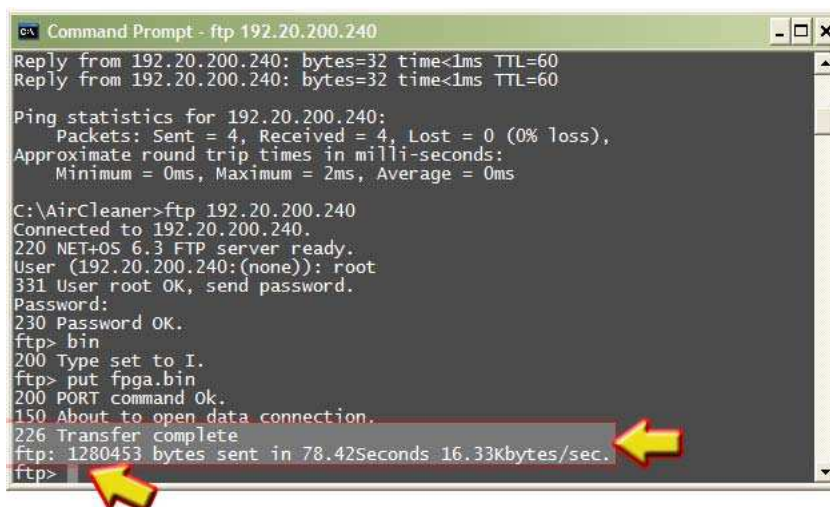 Command Prompt - ftp 192.20.200.240
Reply from 192.20.200.240: bytes=32 time<1ms TTL=60
Reply from 192.20.200.240: bytes=32 time<1ms TTL=60
Ping statistics for 192.20.200.240:
Packets: Sent = 4, Received = 4, Lost = 0 (0% loss),
Approximate round trip times in milli-seconds:
Minimum = 0ms, Maximum = 2ms, Average = 0ms
C:\AirCleaner>ftp 192.20.200.240
Connected to 192.20.200.240.
220 NET+OS 6.3 FTP server ready.
User (192.20.200.240:(none)): root
331 User root OK, send password.
Password:
230 Password OK.
ftp> bin
200 Type set to I.
ftp> put fpga.bin
200 PORT command Ok.
150 About to open data connection.
226 Transfer complete
ftp: 1280453 bytes sent in 78.42Seconds 16.33Kbytes/sec.
ftp>